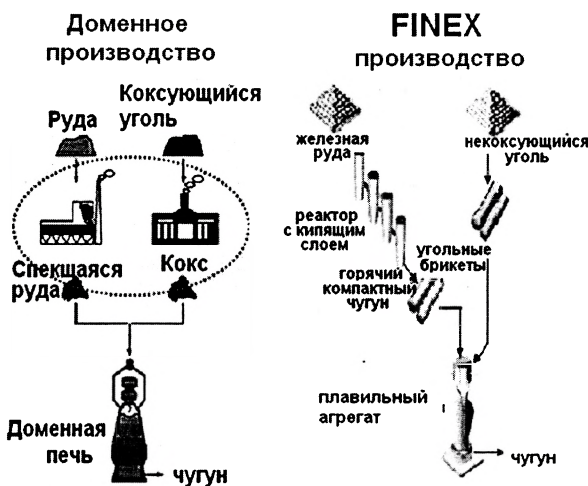 Доменное
производство
Руда
Коксующийся
уголь
Спекшаяся
руда
Кокс
Доменная
печь
чугун
FINEX
производство
железная
руда
некоксующийся
уголь
реактор
с кипящим
слоем
угольные
брикеты
горячий
компактный
чугун
плавильный
агрегат
чугун